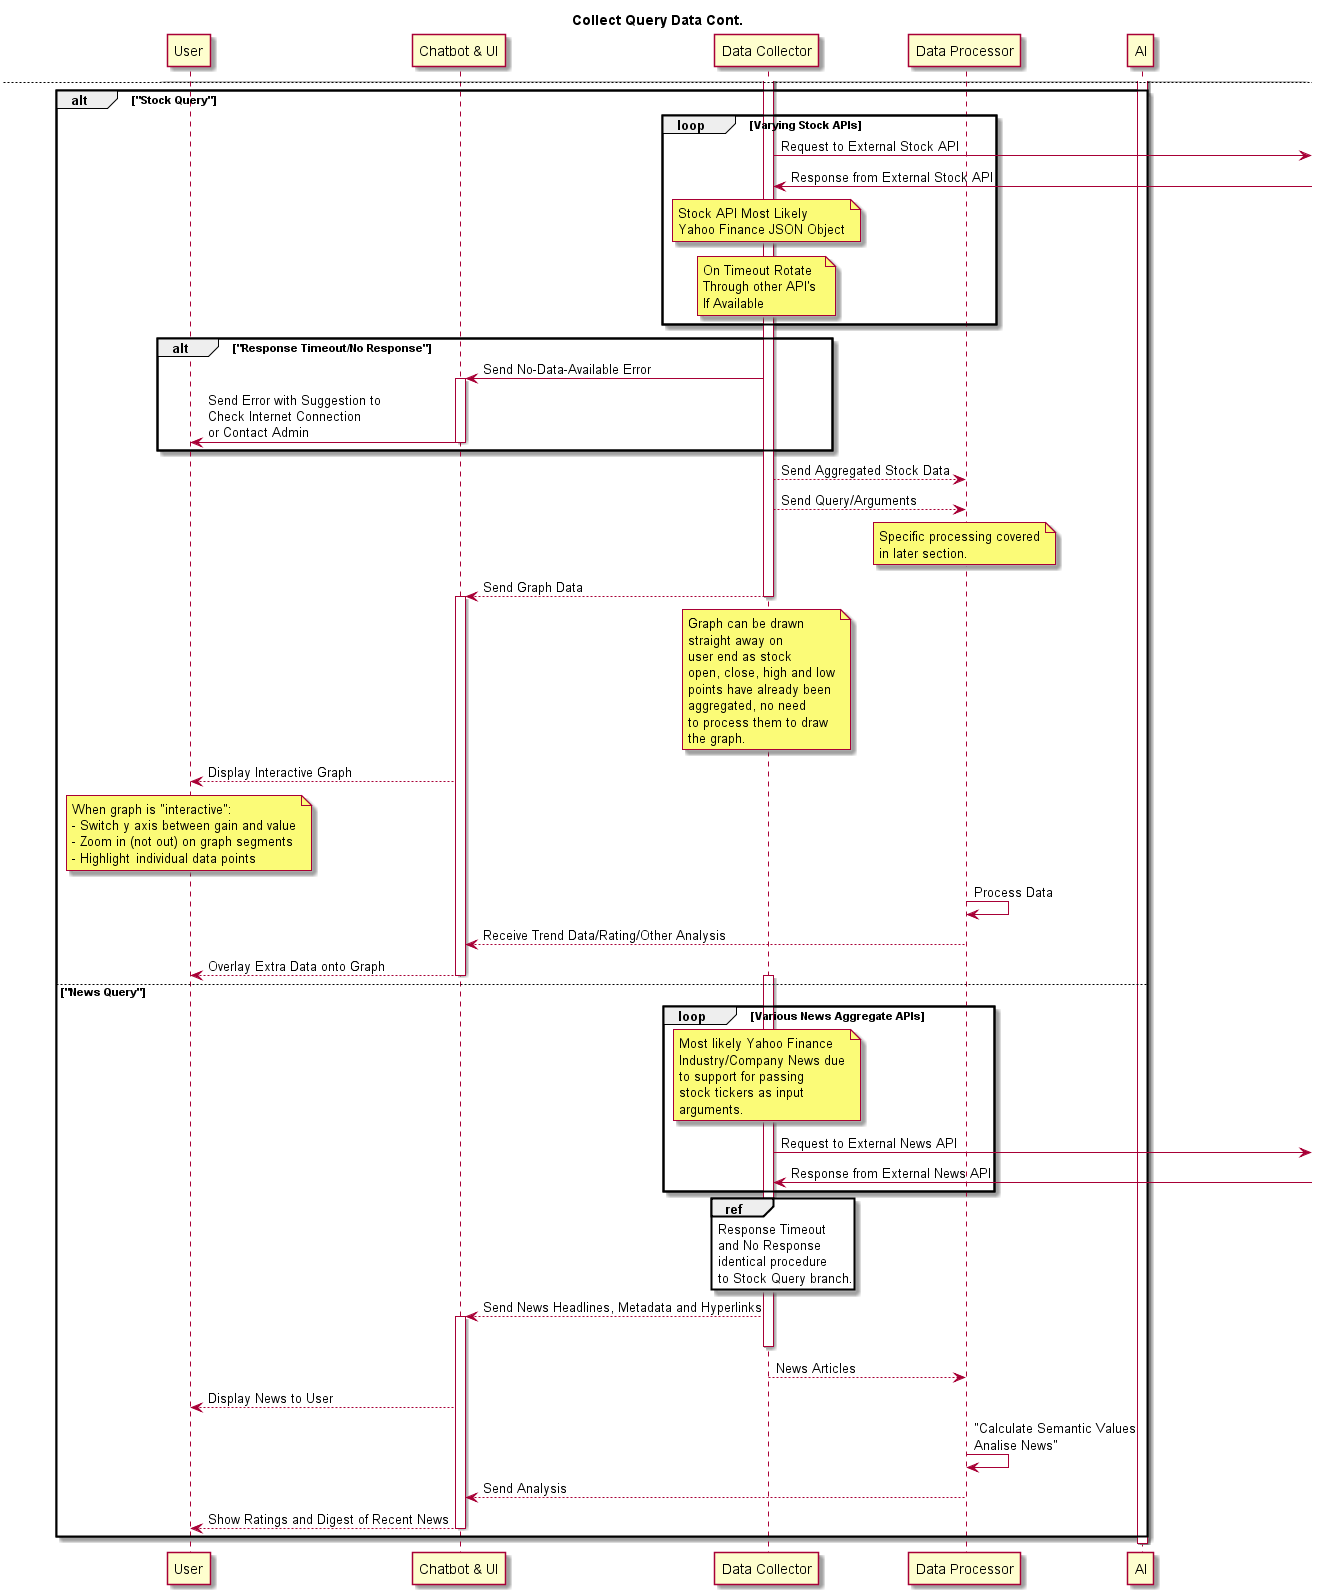 Collect Query Data Cont.
User
Chatbot & UI
Data Collector
Data Processor
AI
alt
["Stock Query"]
loop
[Varying Stock APIs]
Request to External Stock API
Response from External Stock API
Stock API Most Likely
Yahoo Finance JSON Object
On Timeout Rotate
Through other API's
If Available
alt
["Response Timeout/No Response"]
Send No-Data-Available Error
Send Error with Suggestion to
Check Internet Connection
or Contact Admin
Send Aggregated Stock Data
Send Query/Arguments
Specific processing covered
in later section.
Send Graph Data
Graph can be drawn
straight away on
user end as stock
open, close, high and low
points have already been
aggregated, no need
to process them to draw
the graph.
Display Interactive Graph
When graph is "interactive":
- Switch y axis between gain and value
- Zoom in (not out) on graph segments
- Highlight individual data points
Process Data
Receive Trend Data/Rating/Other Analysis
Overlay Extra Data onto Graph
["News Query"]
loop
[Various News Aggregate APIs]
Most likely Yahoo Finance
Industry/Company News due
to support for passing
stock tickers as input
arguments.
Request to External News API
Response from External News API
ref
Response Timeout
and No Response
identical procedure
to Stock Query branch.
Send News Headlines, Metadata and Hyperlinks
News Articles
Display News to User
"Calculate Semantic Values
Analise News"
Send Analysis
Show Ratings and Digest of Recent News
User
Chatbot & UI
Data Collector
Data Processor
AI